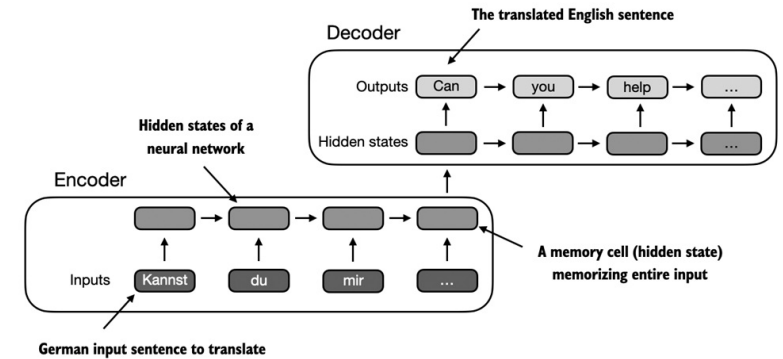 The translated English sentence
Decoder
Outputs Can you help ...
Hidden states ...
Hidden states of a
neural network
Encoder
A memory cell (hidden state)
memorizing entire input
Inputs Kannst du mir ...
German input sentence to translate